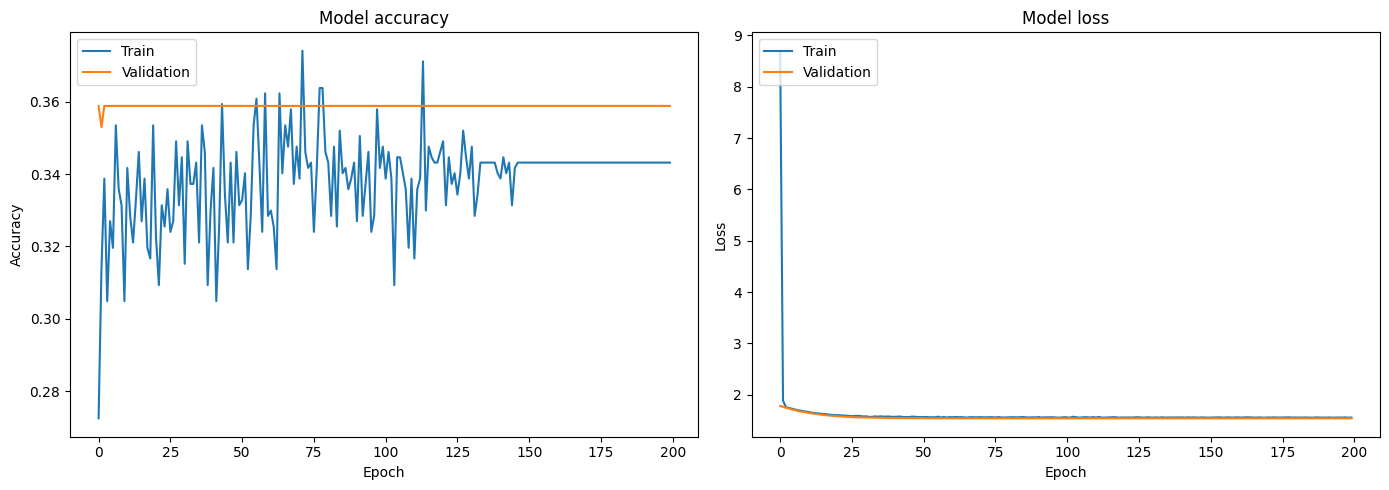 Model accuracy
Train
Validation
Accuracy
0.36
0.34
0.32
0.30
0.28
0 25 50 75 100 125 150 175 200
Epoch
Model loss
Train
Validation
Loss
9
8
7
6
5
4
3
2
0 25 50 75 100 125 150 175 200
Epoch